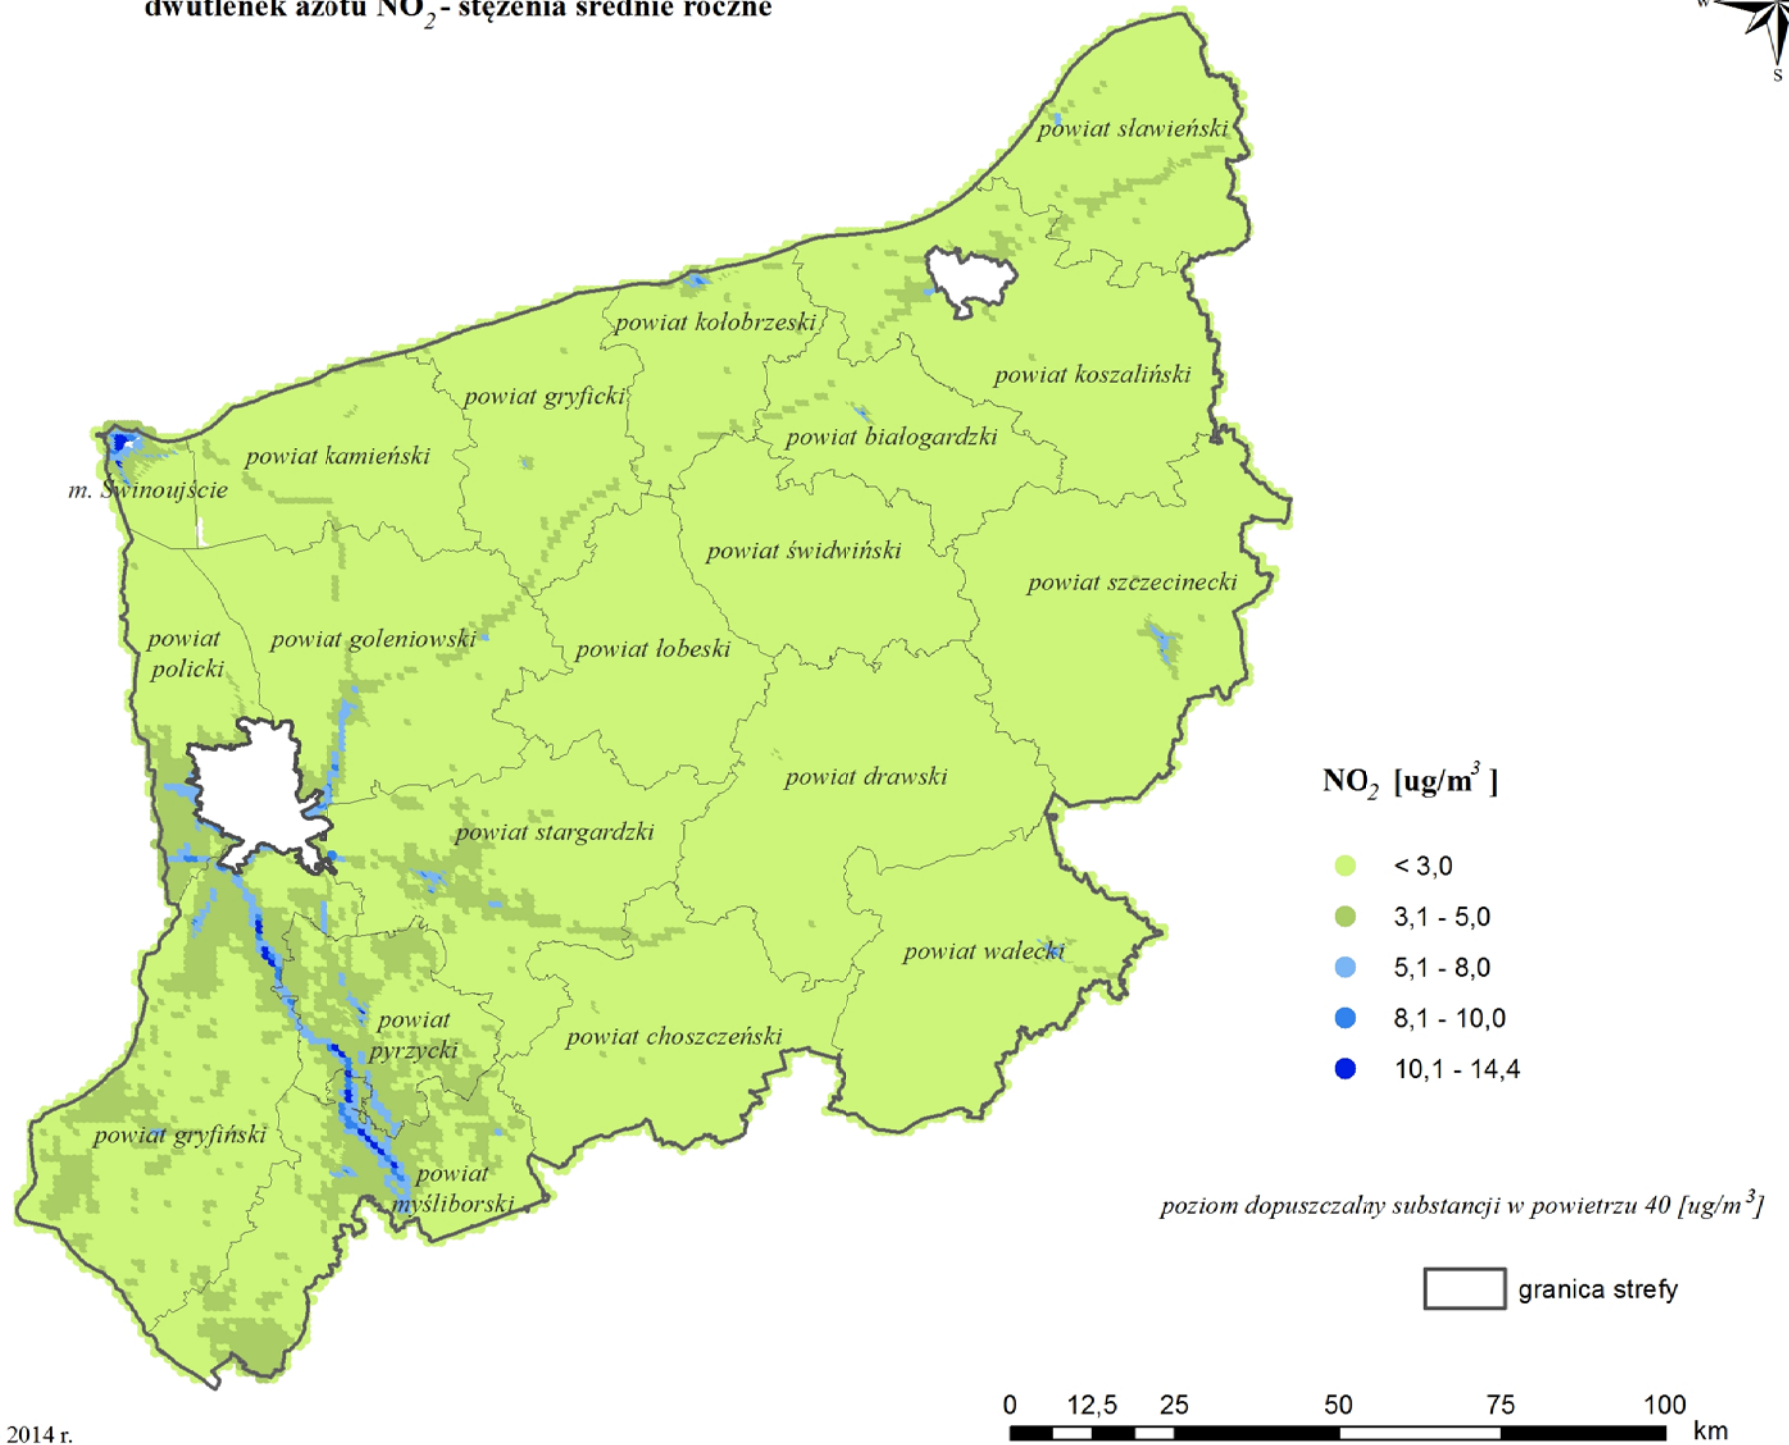 dwutlenek azotu NO2 - stężenia średnie roczne
W
S
powiat sławieński
powiat kołobrzeski
powiat koszaliński
powiat gryficki
powiat białogardzki
powiat kamieński
m. Świnoujście
powiat świdwiński
powiat szczecinecki
powiat
policki
powiat goleniowski
powiat łobeski
powiat drawski
powiat stargardzki
powiat wałecki
powiat
pyrzycki
powiat choszczeński
powiat gryfiński
powiat
myśliborski
NO2 [ug/m3 ]
< 3,0
3,1 - 5,0
5,1 - 8,0
8,1 - 10,0
10,1 - 14,4
poziom dopuszczalny substancji w powietrzu 40 [ug/m3]
granica strefy
0 12,5 25 50 75 100
km
2014 r.